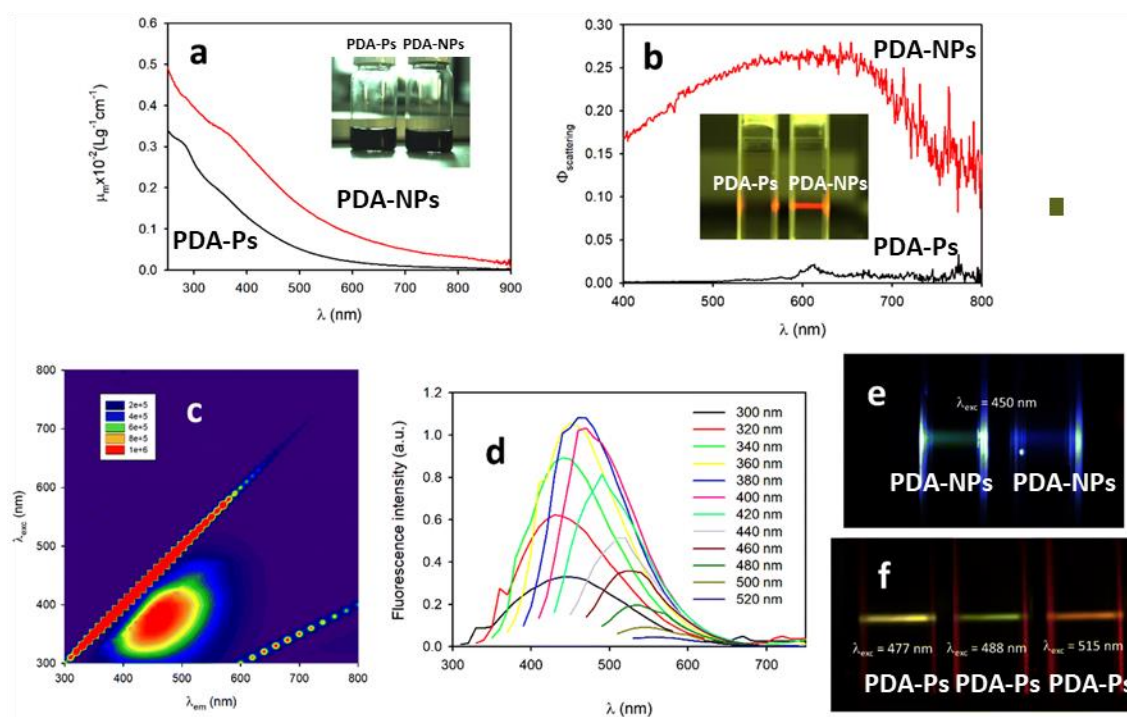 a
PDA-Ps PDA-NPs
PDA-NPs
PDA-Ps
0.6
0.5
0.4
0.3
0.2
0.1
0.0
μm x10⁻²(Lg⁻¹cm⁻¹)
300 400 500 600 700 800 900
λ (nm)
b
PDA-NPs
PDA-Ps PDA-NPs
PDA-Ps
0.30
0.25
0.20
0.15
0.10
0.05
0.00
Φscattering
400 500 600 700 800
λ (nm)
c
2e+5
4e+5
6e+5
8e+5
1e+6
800
700
600
500
400
300
λexc (nm)
300 400 500 600 700 800
λem (nm)
d
1.2
1.0
0.8
0.6
0.4
0.2
0.0
Fluorescence intensity (a.u.)
300 nm
320 nm
340 nm
360 nm
380 nm
400 nm
420 nm
440 nm
460 nm
480 nm
500 nm
520 nm
300 400 500 600 700
λ (nm)
e
λexc = 450 nm
PDA-NPs PDA-NPs
f
λexc = 477 nm λexc = 488 nm λexc = 515 nm
PDA-Ps PDA-Ps PDA-Ps